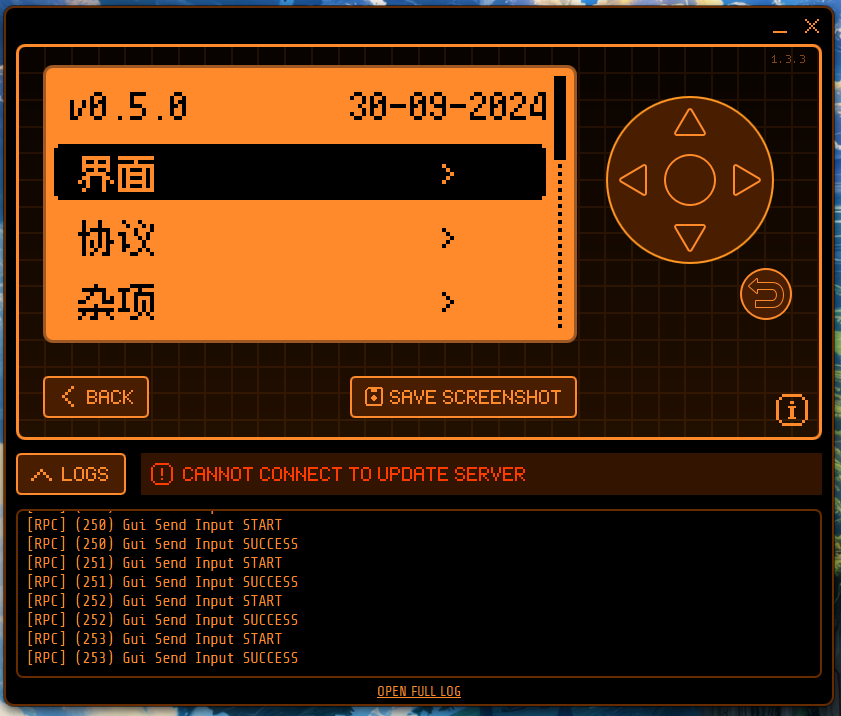 1.3.3
v0.5.0 30-09-2024
界面 >
协议 >
杂项 >
BACK
SAVE SCREENSHOT
LOGS
CANNOT CONNECT TO UPDATE SERVER
[RPC] (250) Gui Send Input START
[RPC] (250) Gui Send Input SUCCESS
[RPC] (251) Gui Send Input START
[RPC] (251) Gui Send Input SUCCESS
[RPC] (252) Gui Send Input START
[RPC] (252) Gui Send Input SUCCESS
[RPC] (253) Gui Send Input START
[RPC] (253) Gui Send Input SUCCESS
OPEN FULL LOG